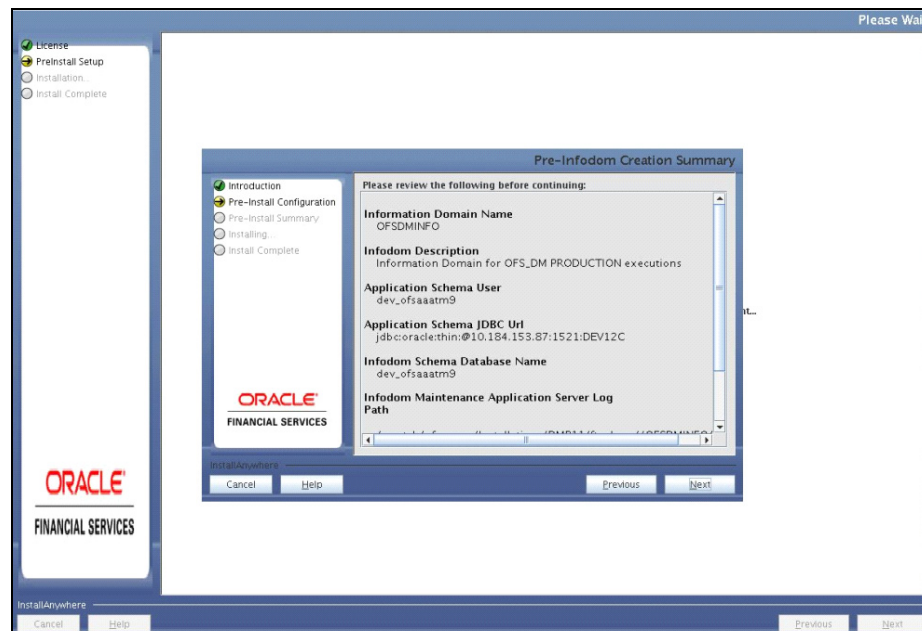 Please Wai
License
PreInstall Setup
Installation...
Install Complete
Pre-Infodom Creation Summary
Introduction
Pre-Install Configuration
Pre-Install Summary
Installing...
Install Complete
Please review the following before continuing:
Information Domain Name
OFSDMINFO
Infodom Description
Information Domain for OFS_DM PRODUCTION executions
Application Schema User
dev_ofsaaatm9
Application Schema JDBC Url
jdbc:oracle:thin:@10.184.153.87:1521:DEV12C
Infodom Schema Database Name
dev_ofsaaatm9
Infodom Maintenance Application Server Log
Path
ORACLE
FINANCIAL SERVICES
InstallAnywhere
Cancel
Help
Previous
Next
ORACLE
FINANCIAL SERVICES
InstallAnywhere
Cancel
Help
Previous
Next